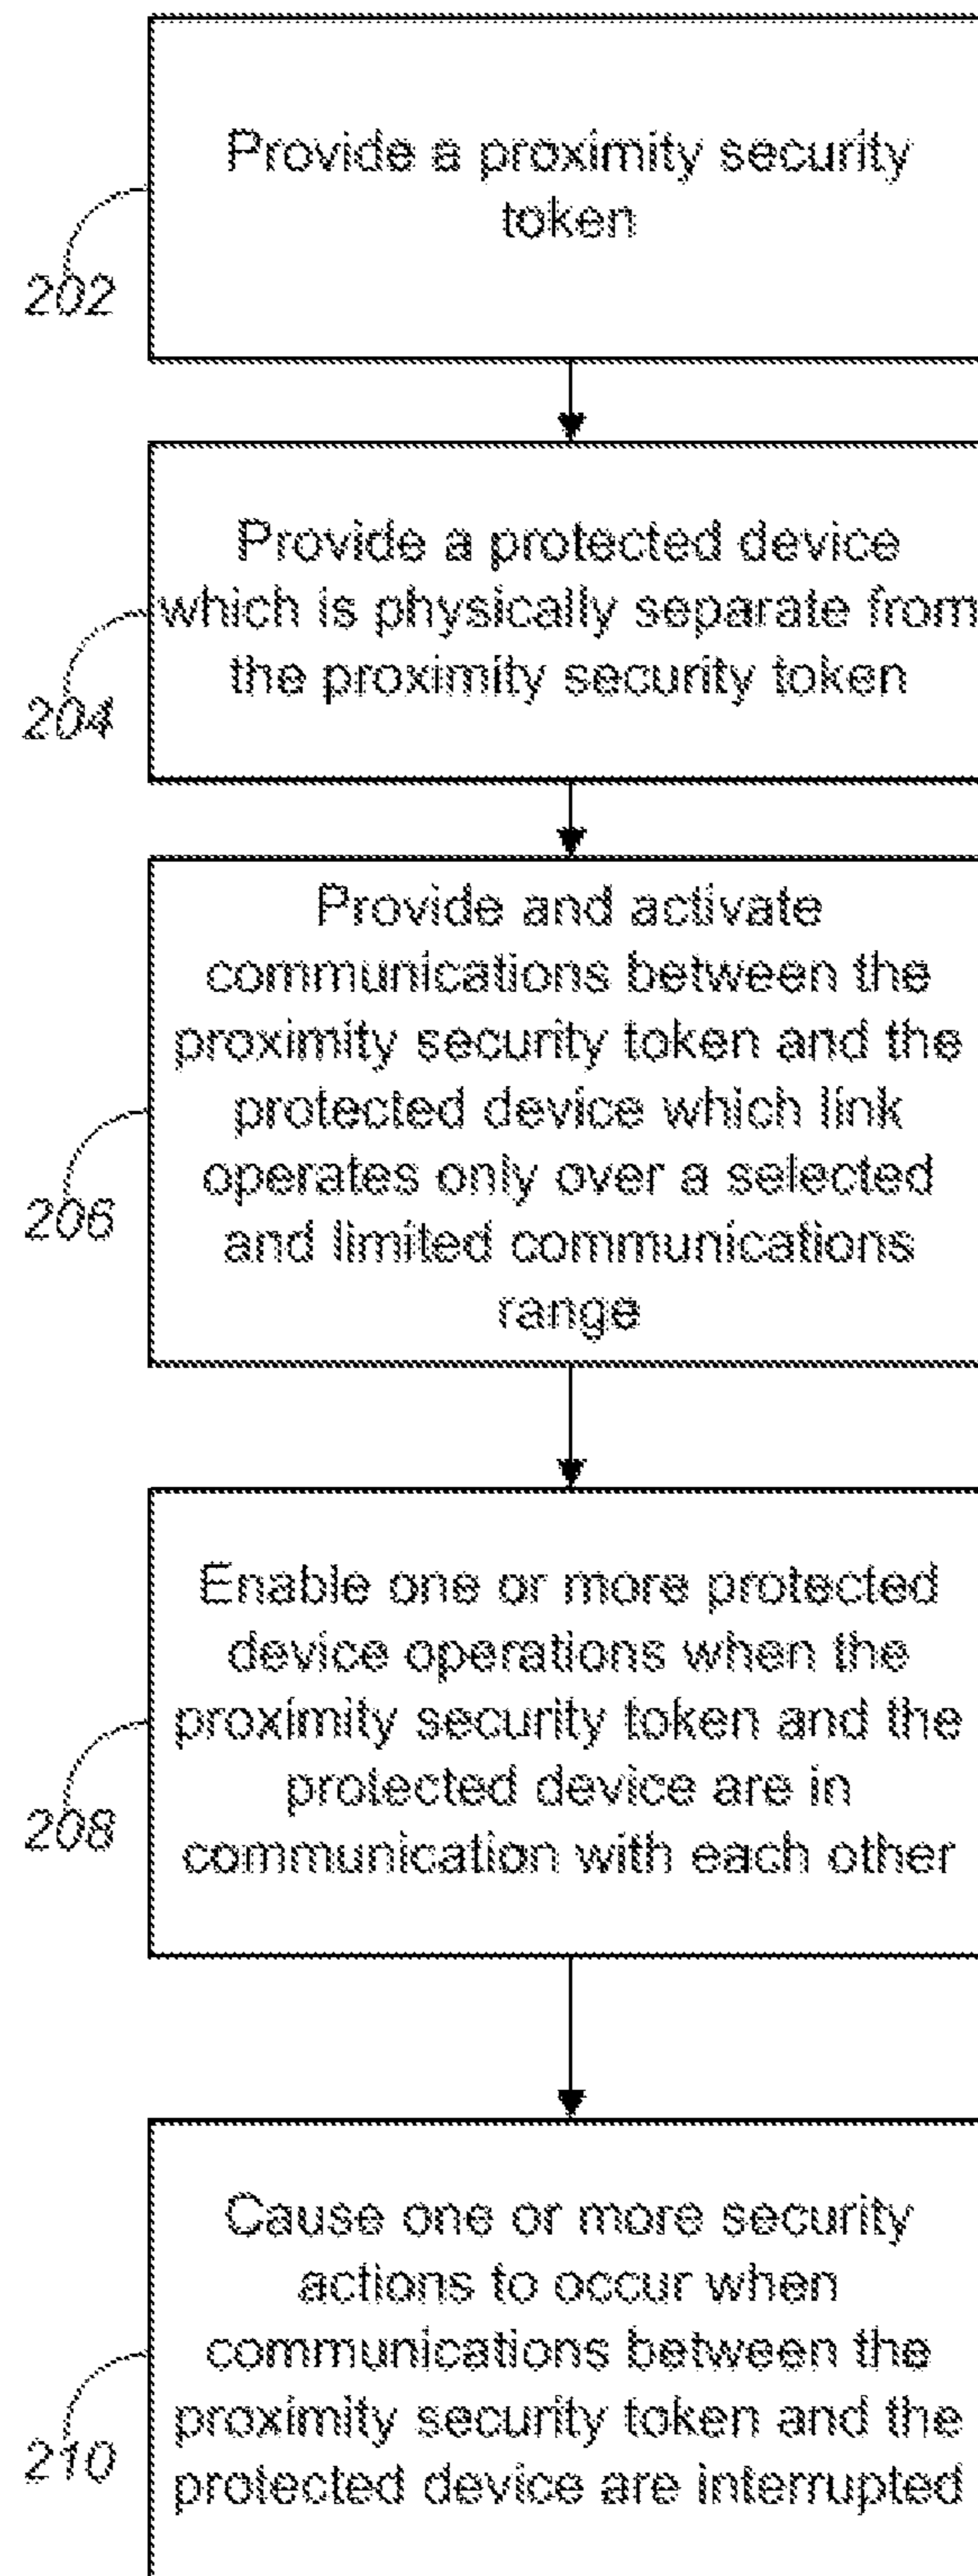 Provide a proximity security
token
202
Provide a protected device
which is physically separate from
the proximity security token
204
Provide and activate
communications between the
proximity security token and the
protected device which link
operates only over a selected
and limited communications
range
206
Enable one or more protected
device operations when the
proximity security token and the
protected device are in
communication with each other
208
Cause one or more security
actions to occur when
communications between the
proximity security token and the
protected device are interrupted
210